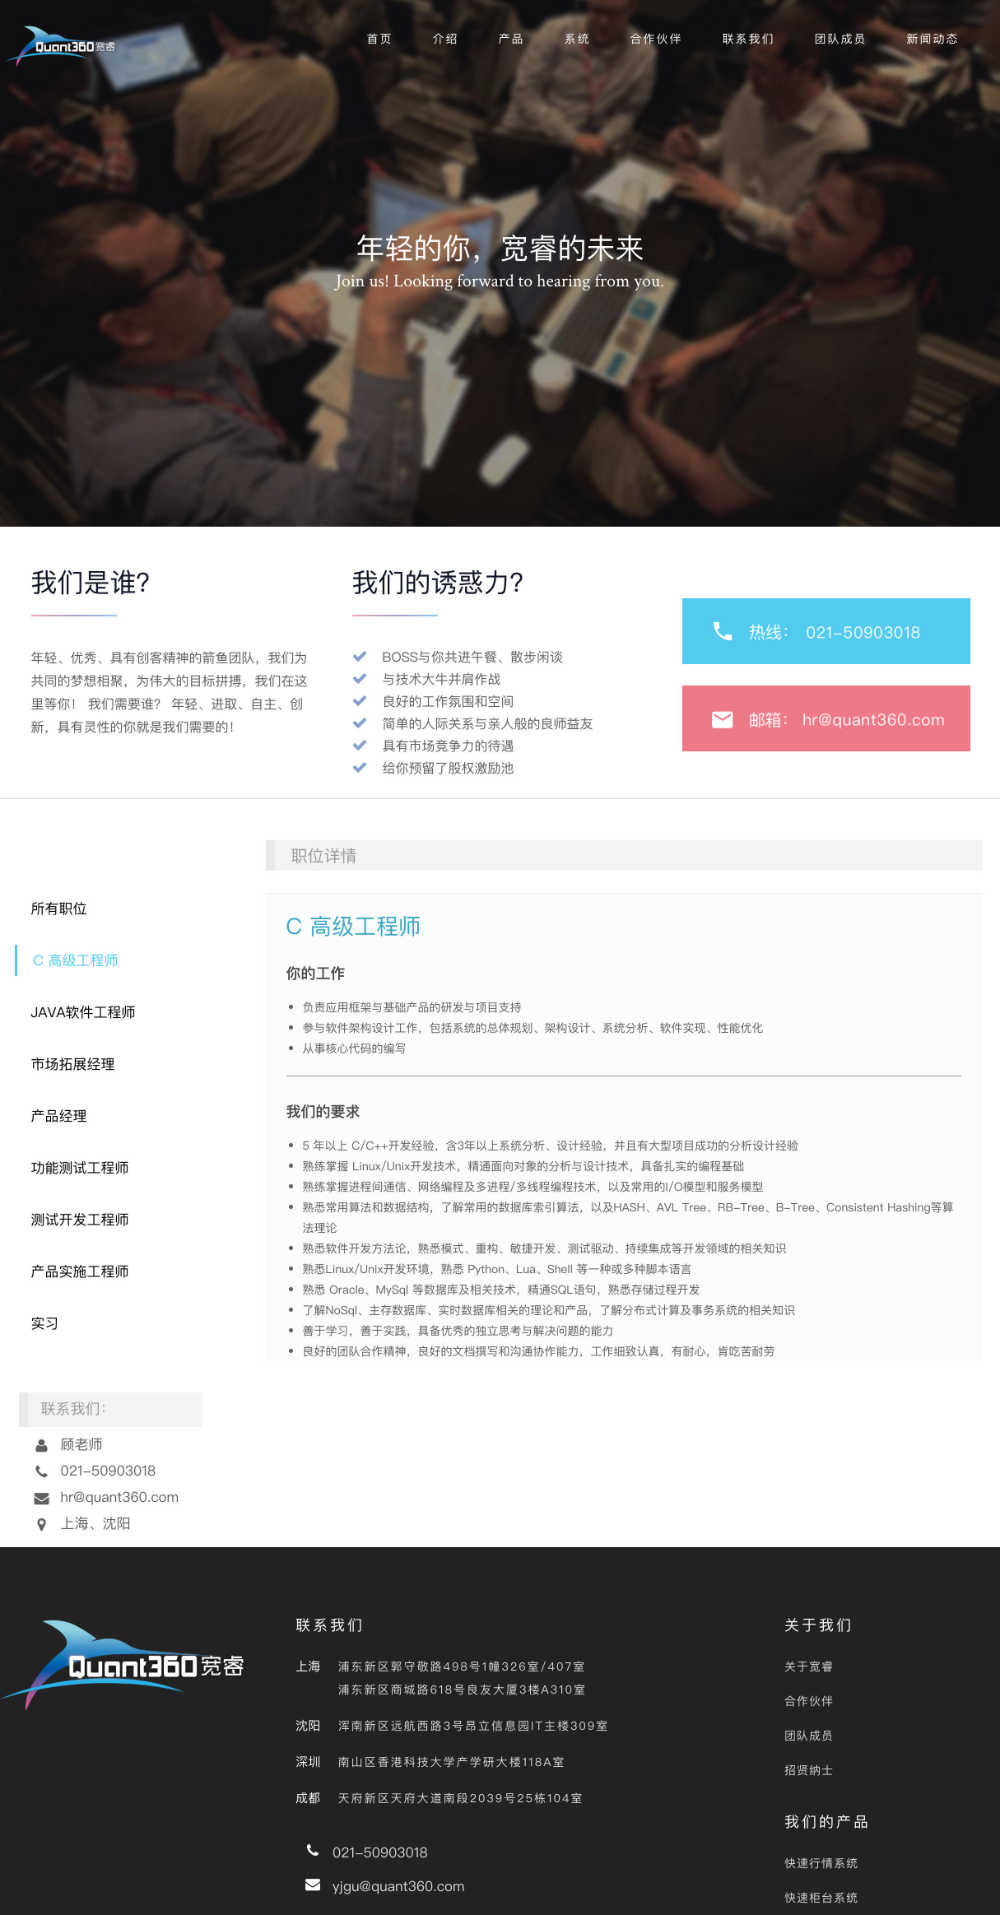 Quant360宽睿
首页 介绍 产品 系统 合作伙伴 联系我们 团队成员 新闻动态
年轻的你，宽睿的未来
Join us! Looking forward to hearing from you.
我们是谁?
年轻、优秀、具有创客精神的箭鱼团队，我们为
共同的梦想相聚，为伟大的目标拼搏，我们在这
里等你！ 我们需要谁？ 年轻、进取、自主、创
新，具有灵性的你就是我们需要的！
我们的诱惑力?
BOSS与你共进午餐、散步闲谈
与技术大牛并肩作战
良好的工作氛围和空间
简单的人际关系与亲人般的良师益友
具有市场竞争力的待遇
给你预留了股权激励池
热线： 021-50903018
邮箱： hr@quant360.com
所有职位
C 高级工程师
JAVA软件工程师
市场拓展经理
产品经理
功能测试工程师
测试开发工程师
产品实施工程师
实习
职位详情
C 高级工程师
你的工作
负责应用框架与基础产品的研发与项目支持
参与软件架构设计工作，包括系统的总体规划、架构设计、系统分析、软件实现、性能优化
从事核心代码的编写
我们的要求
5 年以上 C/C++开发经验，含3年以上系统分析、设计经验，并且有大型项目成功的分析设计经验
熟练掌握 Linux/Unix开发技术，精通面向对象的分析与设计技术，具备扎实的编程基础
熟练掌握进程间通信、网络编程及多进程/多线程编程技术，以及常用的I/O模型和服务模型
熟悉常用算法和数据结构，了解常用的数据库索引算法，以及HASH、AVL Tree、RB-Tree、B-Tree、Consistent Hashing等算
法理论
熟悉软件开发方法论，熟悉模式、重构、敏捷开发、测试驱动、持续集成等开发领域的相关知识
熟悉Linux/Unix开发环境，熟悉 Python、Lua、Shell 等一种或多种脚本语言
熟悉 Oracle、MySql 等数据库及相关技术，精通SQL语句，熟悉存储过程开发
了解NoSql、主存数据库、实时数据库相关的理论和产品，了解分布式计算及事务系统的相关知识
善于学习，善于实践，具备优秀的独立思考与解决问题的能力
良好的团队合作精神，良好的文档撰写和沟通协作能力，工作细致认真，有耐心，肯吃苦耐劳
联系我们：
顾老师
021-50903018
hr@quant360.com
上海、沈阳
Quant360宽睿
联系我们
上海 浦东新区郭守敬路498号1幢326室/407室
浦东新区商城路618号良友大厦3楼A310室
沈阳 浑南新区远航西路3号昂立信息园IT主楼309室
深圳 南山区香港科技大学产学研大楼118A室
成都 天府新区天府大道南段2039号25栋104室
021-50903018
yjgu@quant360.com
关于我们
关于宽睿
合作伙伴
团队成员
招贤纳士
我们的产品
快速行情系统
快速柜台系统